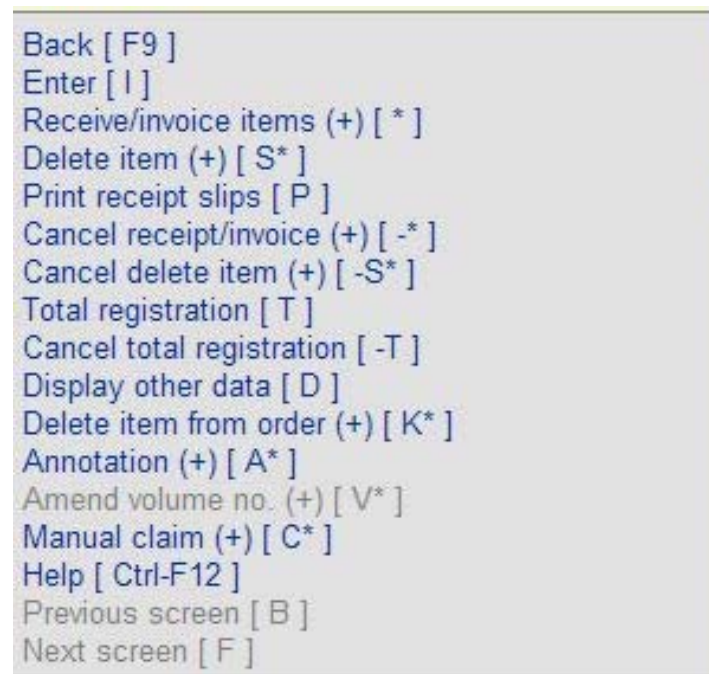 Back [ F9 ]
Enter [ I ]
Receive/invoice items (+) [ * ]
Delete item (+) [ S* ]
Print receipt slips [ P ]
Cancel receipt/invoice (+) [ -* ]
Cancel delete item (+) [ -S* ]
Total registration [ T ]
Cancel total registration [ -T ]
Display other data [ D ]
Delete item from order (+) [ K* ]
Annotation (+) [ A* ]
Amend volume no. (+) [ V* ]
Manual claim (+) [ C* ]
Help [ Ctrl-F12 ]
Previous screen [ B ]
Next screen [ F ]